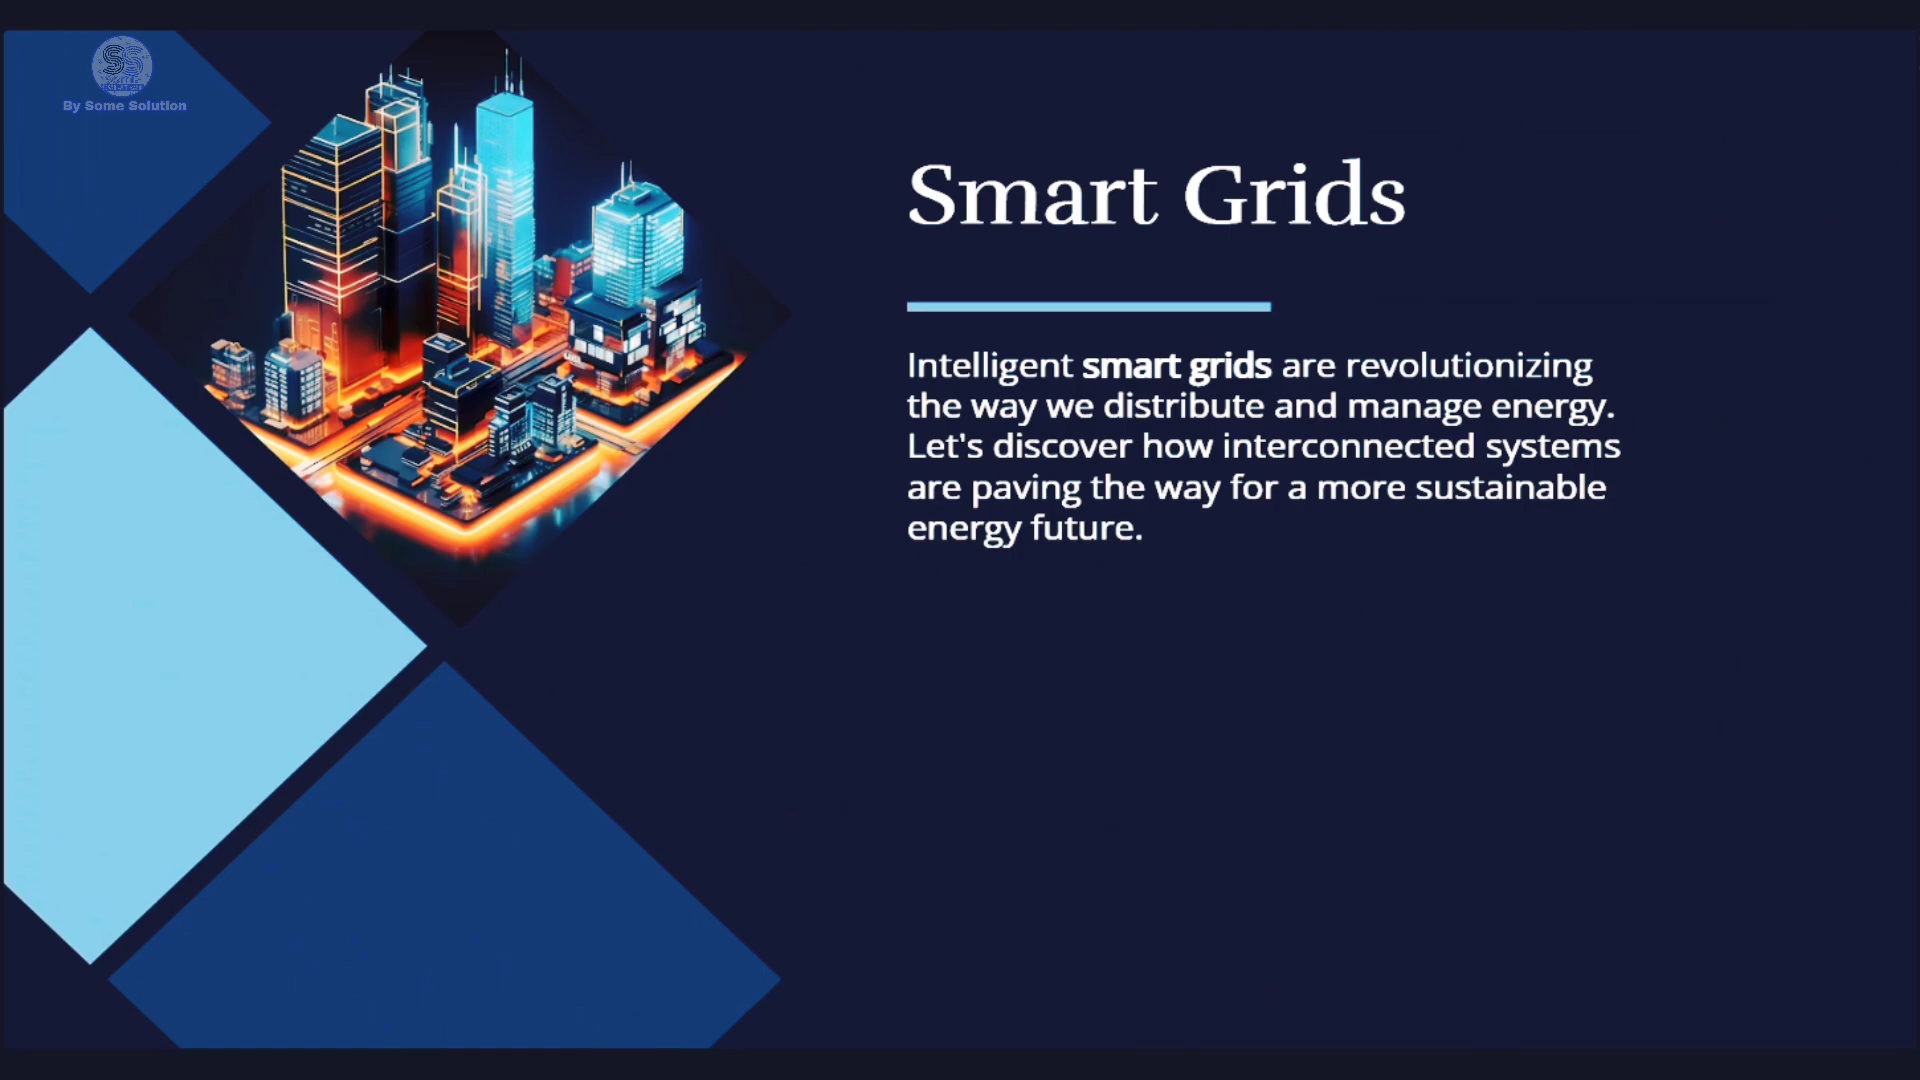 SS
By Some Solution
Smart Grids
Intelligent smart grids are revolutionizing
the way we distribute and manage energy.
Let's discover how interconnected systems
are paving the way for a more sustainable
energy future.